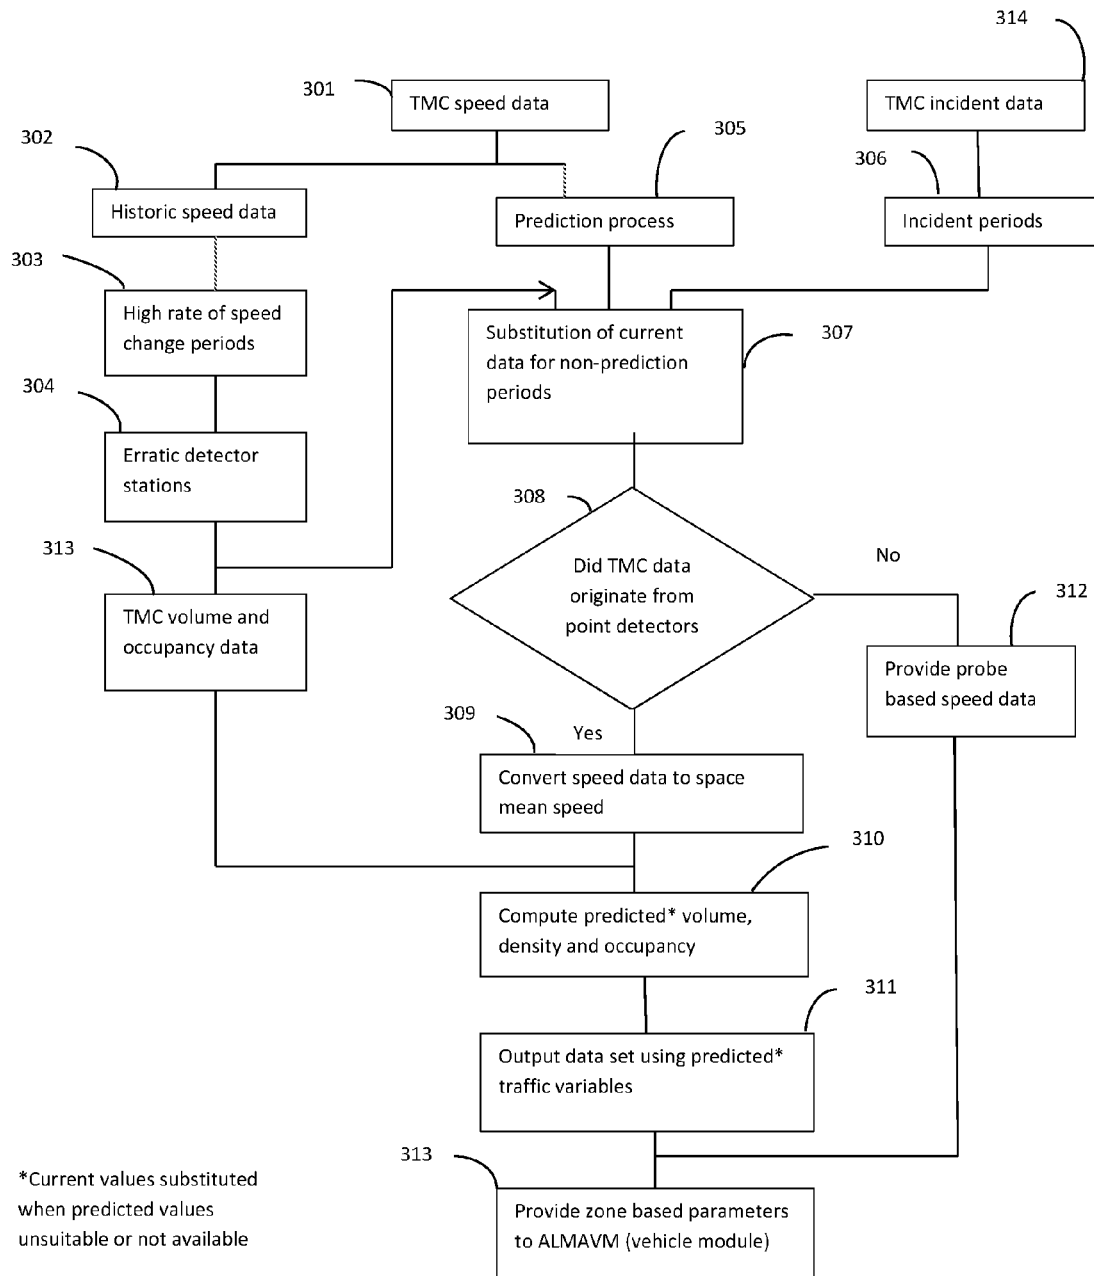 314
301
TMC speed data
TMC incident data
302
305
306
Historic speed data
Prediction process
Incident periods
303
High rate of speed
change periods
Substitution of current
data for non-prediction
periods
307
304
Erratic detector
stations
308
313
No
Did TMC data
originate from
point detectors
312
TMC volume and
occupancy data
Provide probe
based speed data
309
Yes
Convert speed data to space
mean speed
310
Compute predicted* volume,
density and occupancy
311
Output data set using predicted*
traffic variables
313
*Current values substituted
when predicted values
unsuitable or not available
Provide zone based parameters
to ALMAVM (vehicle module)